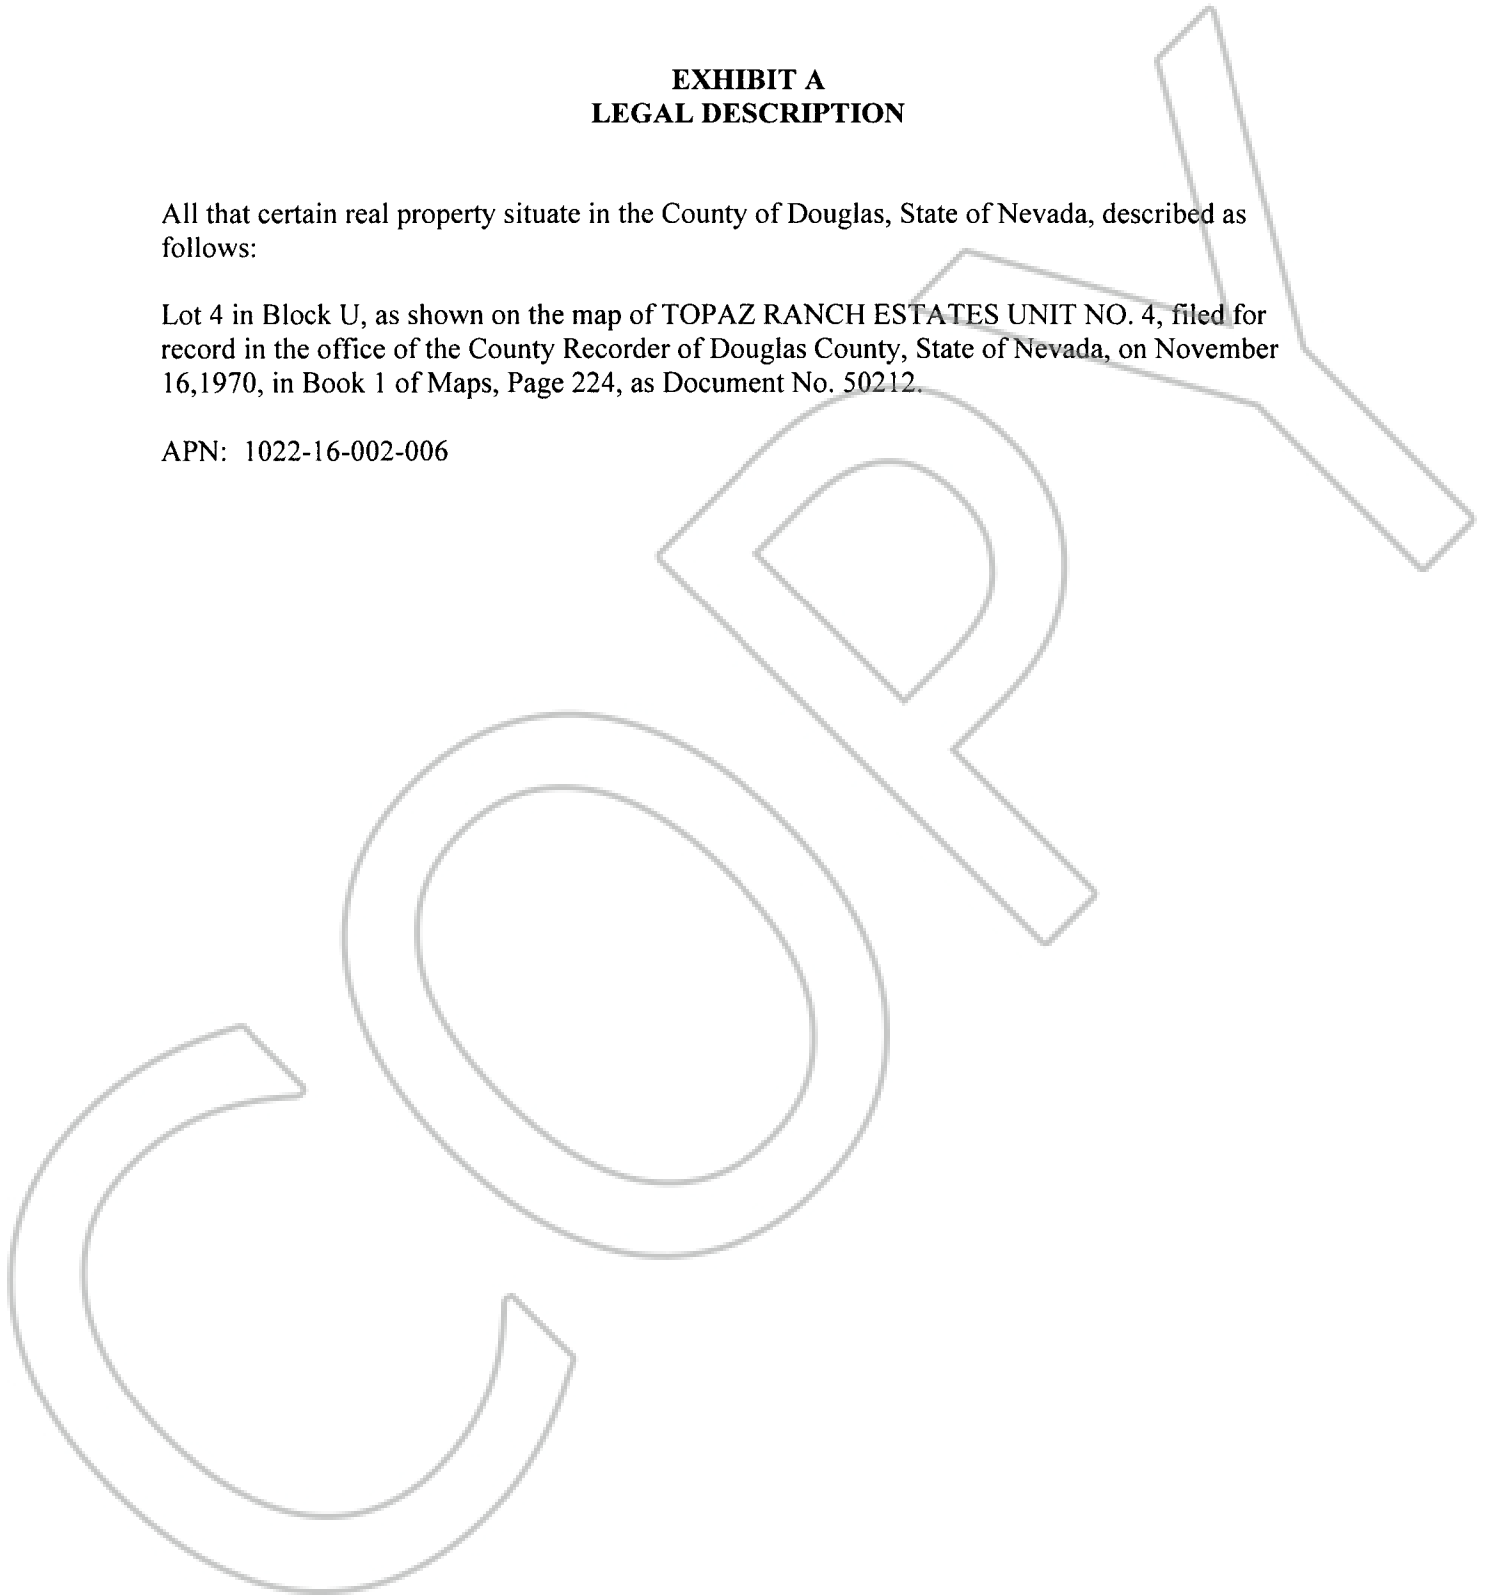 EXHIBIT A
LEGAL DESCRIPTION
All that certain real property situate in the County of Douglas, State of Nevada, described as
follows:
Lot 4 in Block U, as shown on the map of TOPAZ RANCH ESTATES UNIT NO. 4, filed for
record in the office of the County Recorder of Douglas County, State of Nevada, on November
16,1970, in Book 1 of Maps, Page 224, as Document No. 50212.
APN:  1022-16-002-006
COPY